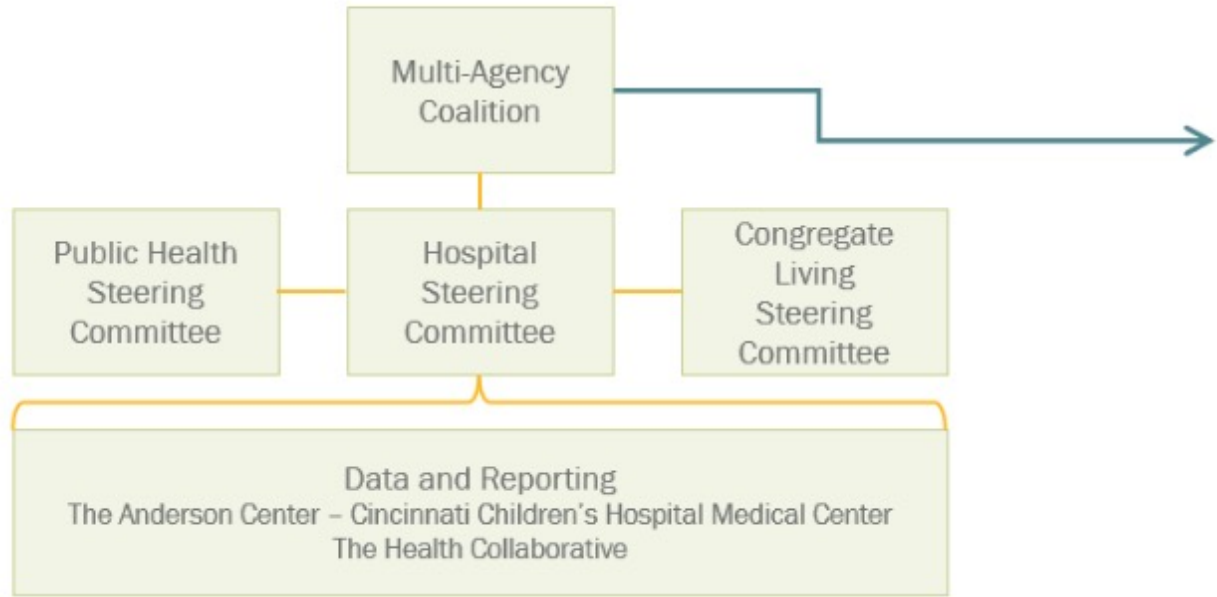 Multi-Agency
Coalition
Public Health
Steering
Committee
Hospital
Steering
Committee
Congregate
Living
Steering
Committee
Data and Reporting
The Anderson Center – Cincinnati Children's Hospital Medical Center
The Health Collaborative